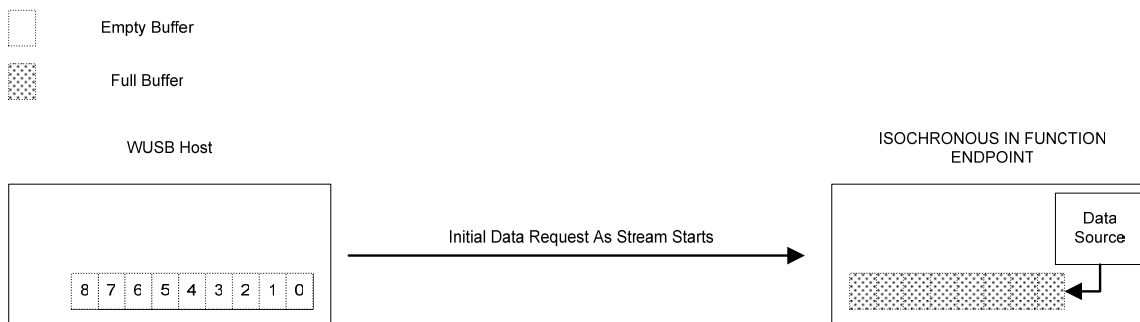 Empty Buffer
Full Buffer
WUSB Host
ISOCHRONOUS IN FUNCTION
ENDPOINT
Initial Data Request As Stream Starts
Data
Source
8 7 6 5 4 3 2 1 0